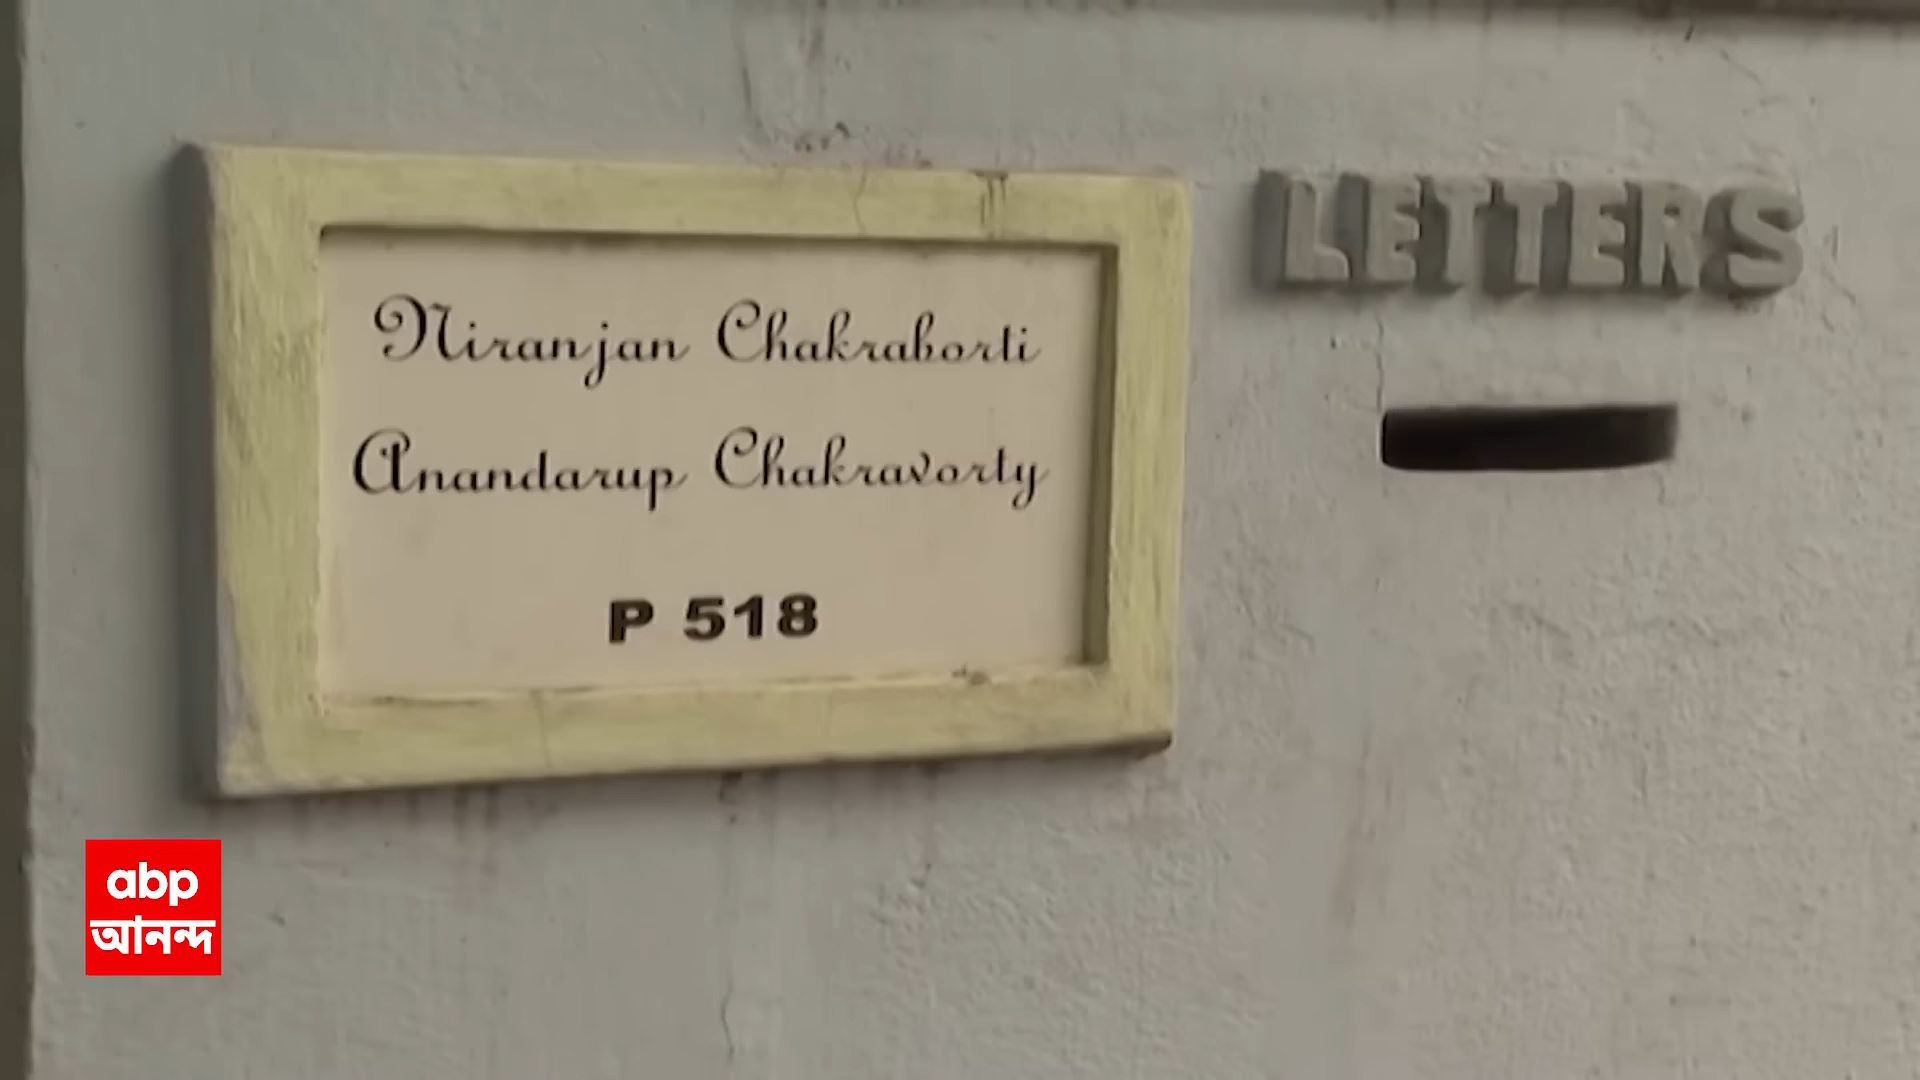 Niranjan Chakraborti
Anandarup Chakravorty
P 518
LETTERS
abp
আনন্দ